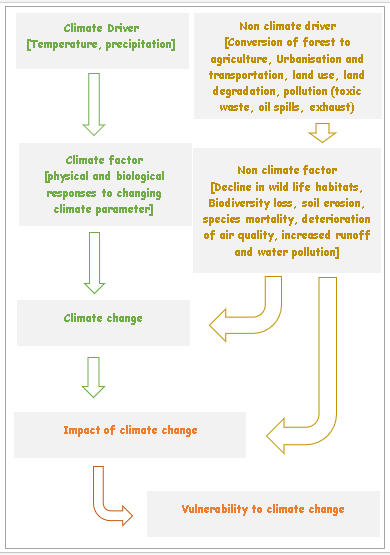 Climate Driver
[Temperature, precipitation]
Non climate driver
[Conversion of forest to
agriculture, Urbanisation and
transportation, land use, land
degradation, pollution (toxic
waste, oil spills, exhaust)
Climate factor
[physical and biological
responses to changing
climate parameter]
Non climate factor
[Decline in wild life habitats,
Biodiversity loss, soil erosion,
species mortality, deterioration
of air quality, increased runoff
and water pollution]
Climate change
Impact of climate change
Vulnerability to climate change